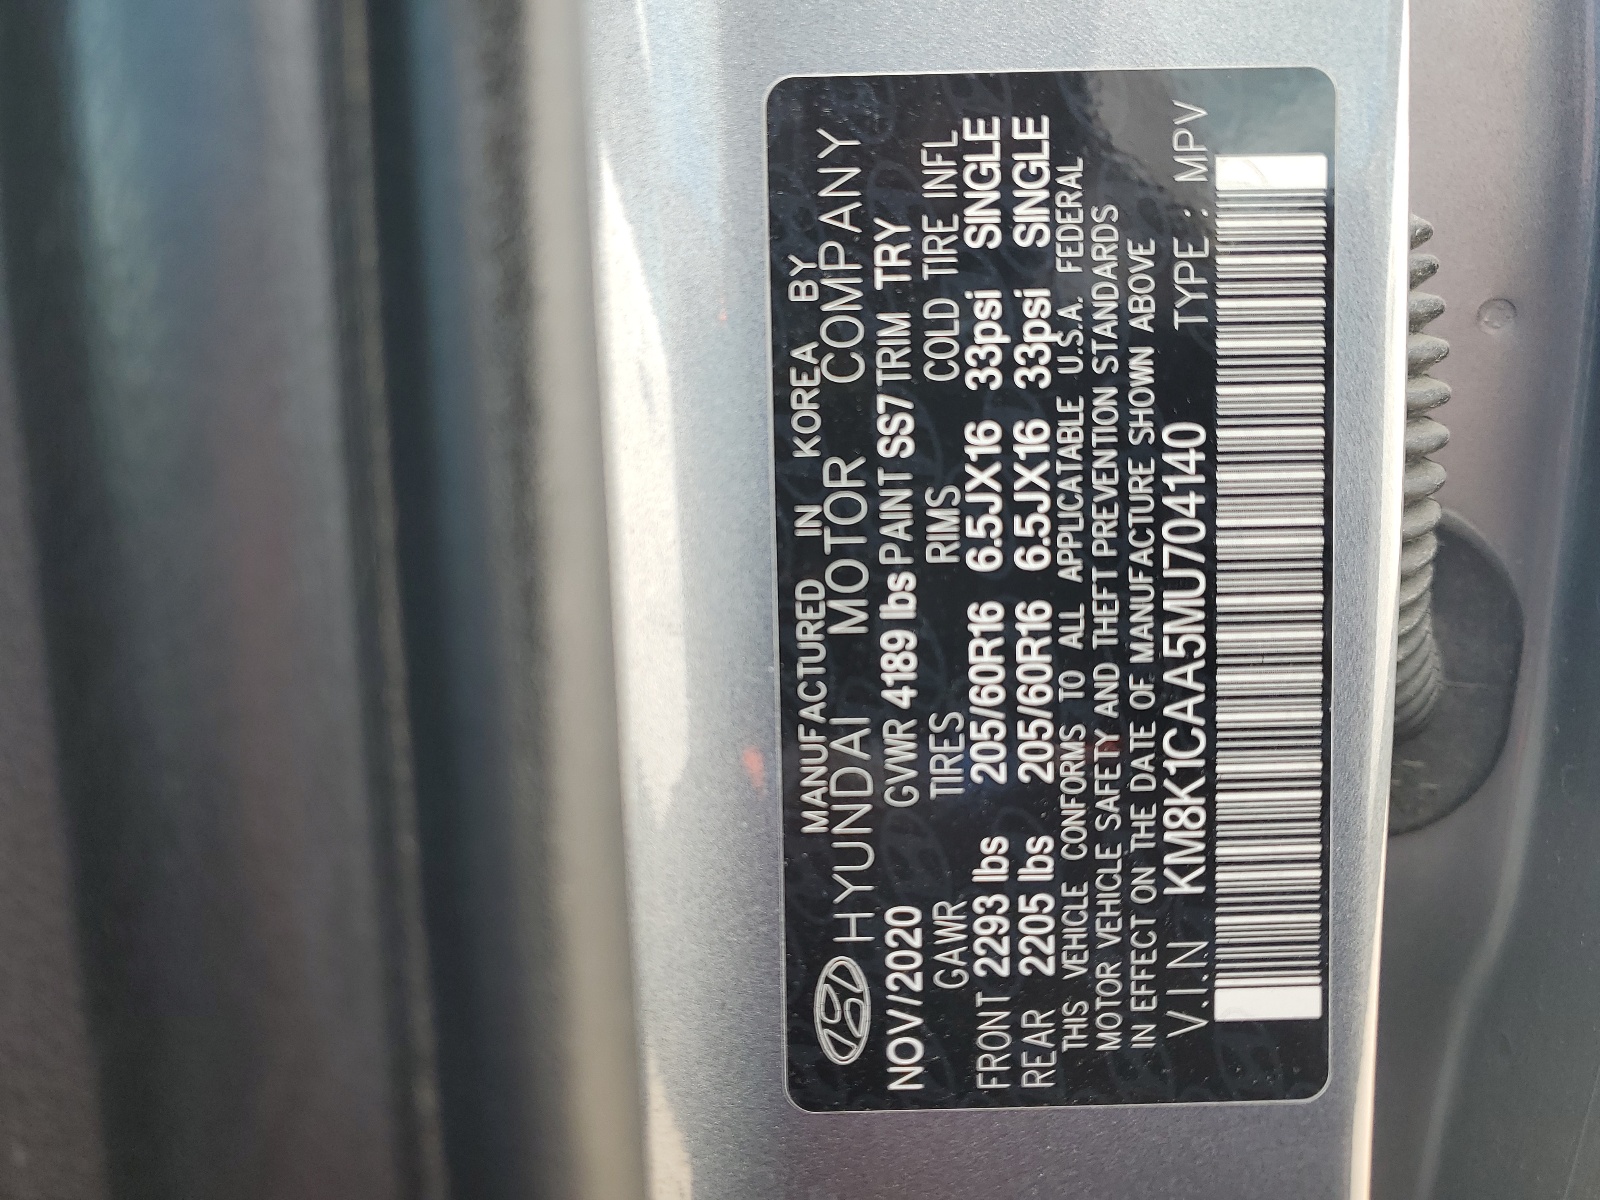 MANUFACTURED IN KOREA BY
HYUNDAI MOTOR COMPANY
NOV/2020 GVWR 4189 lbs PAINT SS7 TRIM TRY
GAWR TIRES RIMS COLD TIRE INFL
FRONT 2293 lbs 205/60R16 6.5JX16 33psi SINGLE
REAR 2205 lbs 205/60R16 6.5JX16 33psi SINGLE
THIS VEHICLE CONFORMS TO ALL APPLICATABLE U.S.A. FEDERAL
MOTOR VEHICLE SAFETY AND THEFT PREVENTION STANDARDS
IN EFFECT ON THE DATE OF MANUFACTURE SHOWN ABOVE
V.I.N KM8K1CAA5MU704140 TYPE: MPV